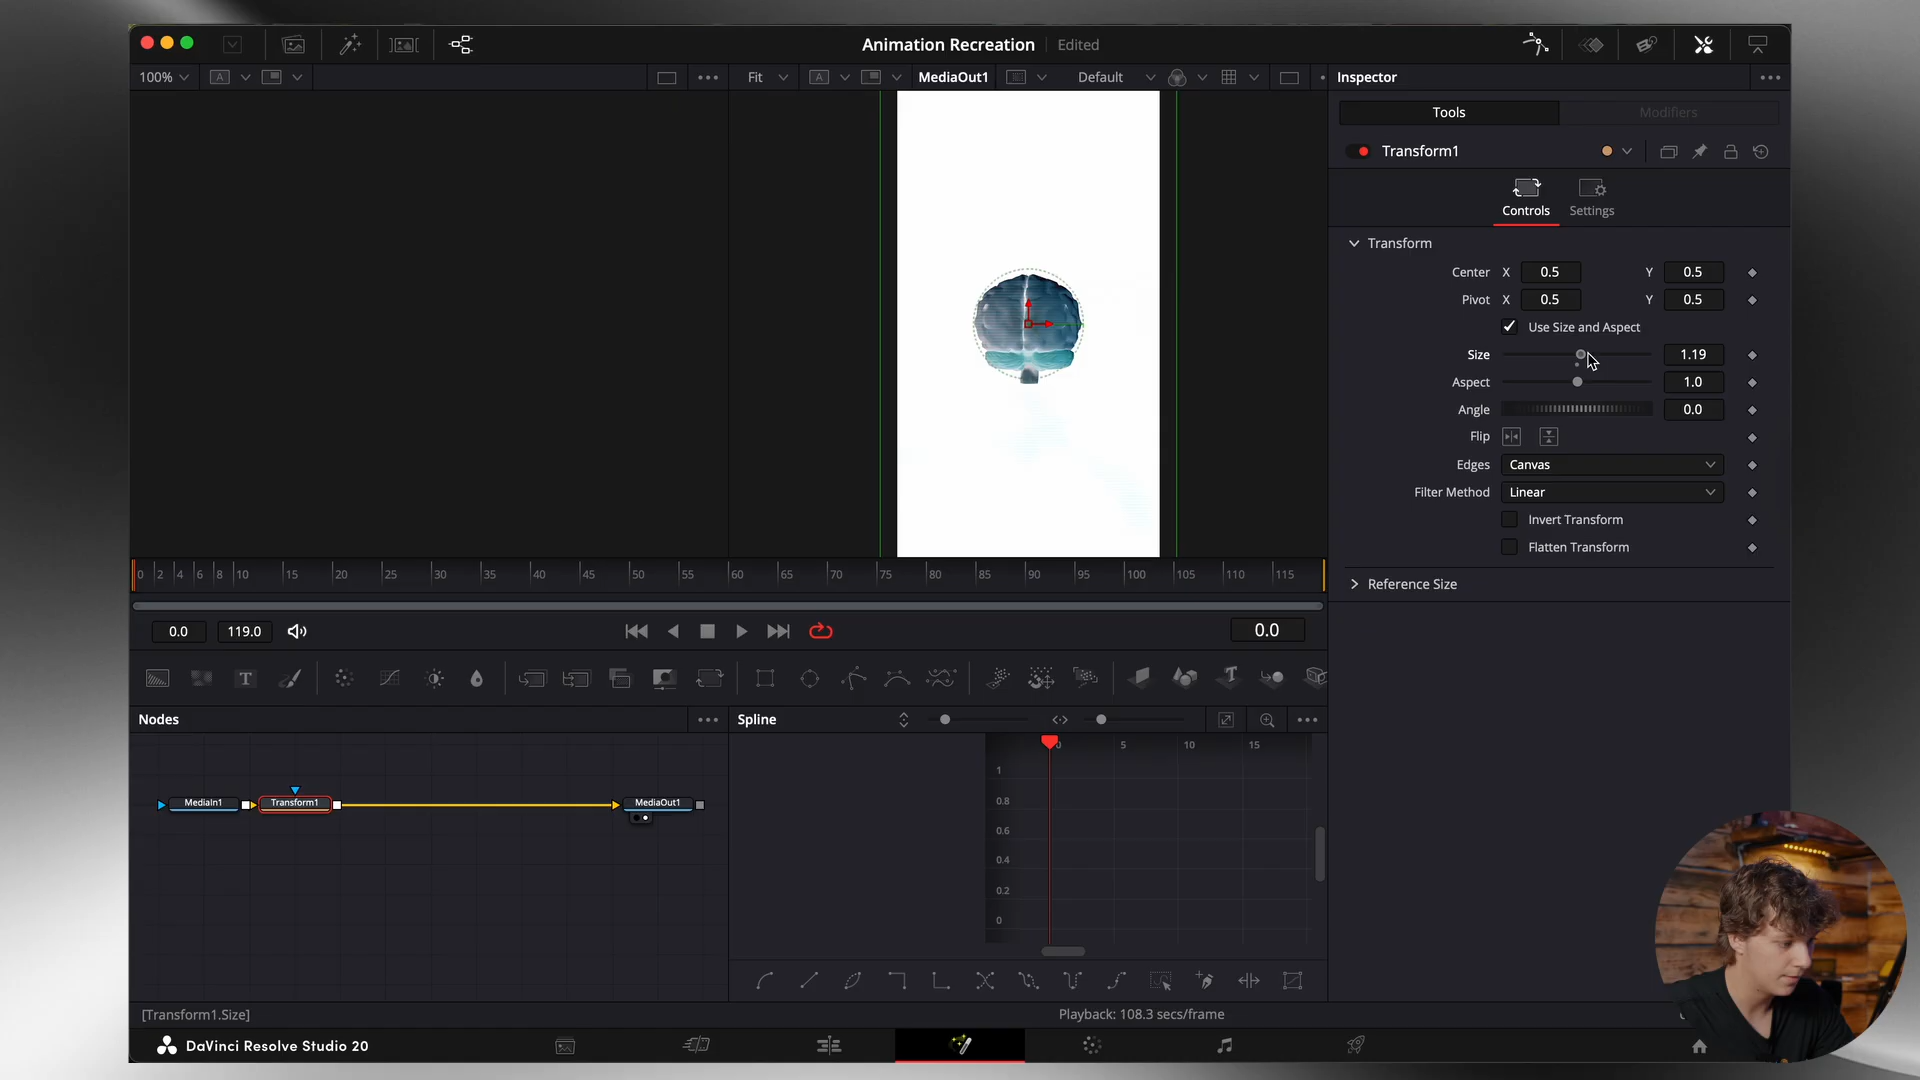 Animation Recreation Edited
100% A Fit A MediaOut1 Default Inspector
Tools Modifiers
Transform1
Controls Settings
Transform
Center X 0.5 Y 0.5
Pivot X 0.5 Y 0.5
Use Size and Aspect
Size 1.19
Aspect 1.0
Angle 0.0
Flip
Edges Canvas
Filter Method Linear
Invert Transform
Flatten Transform
Reference Size
0 2 4 6 8 10 15 20 25 30 35 40 45 50 55 60 65 70 75 80 85 90 95 100 105 110 115
0.0 119.0 0.0
T T
Nodes Spline
0 5 10 15
1
0.8
0.6
0.4
0.2
0
MediaIn1 Transform1 MediaOut1
[Transform1.Size] Playback: 108.3 secs/frame
DaVinci Resolve Studio 20